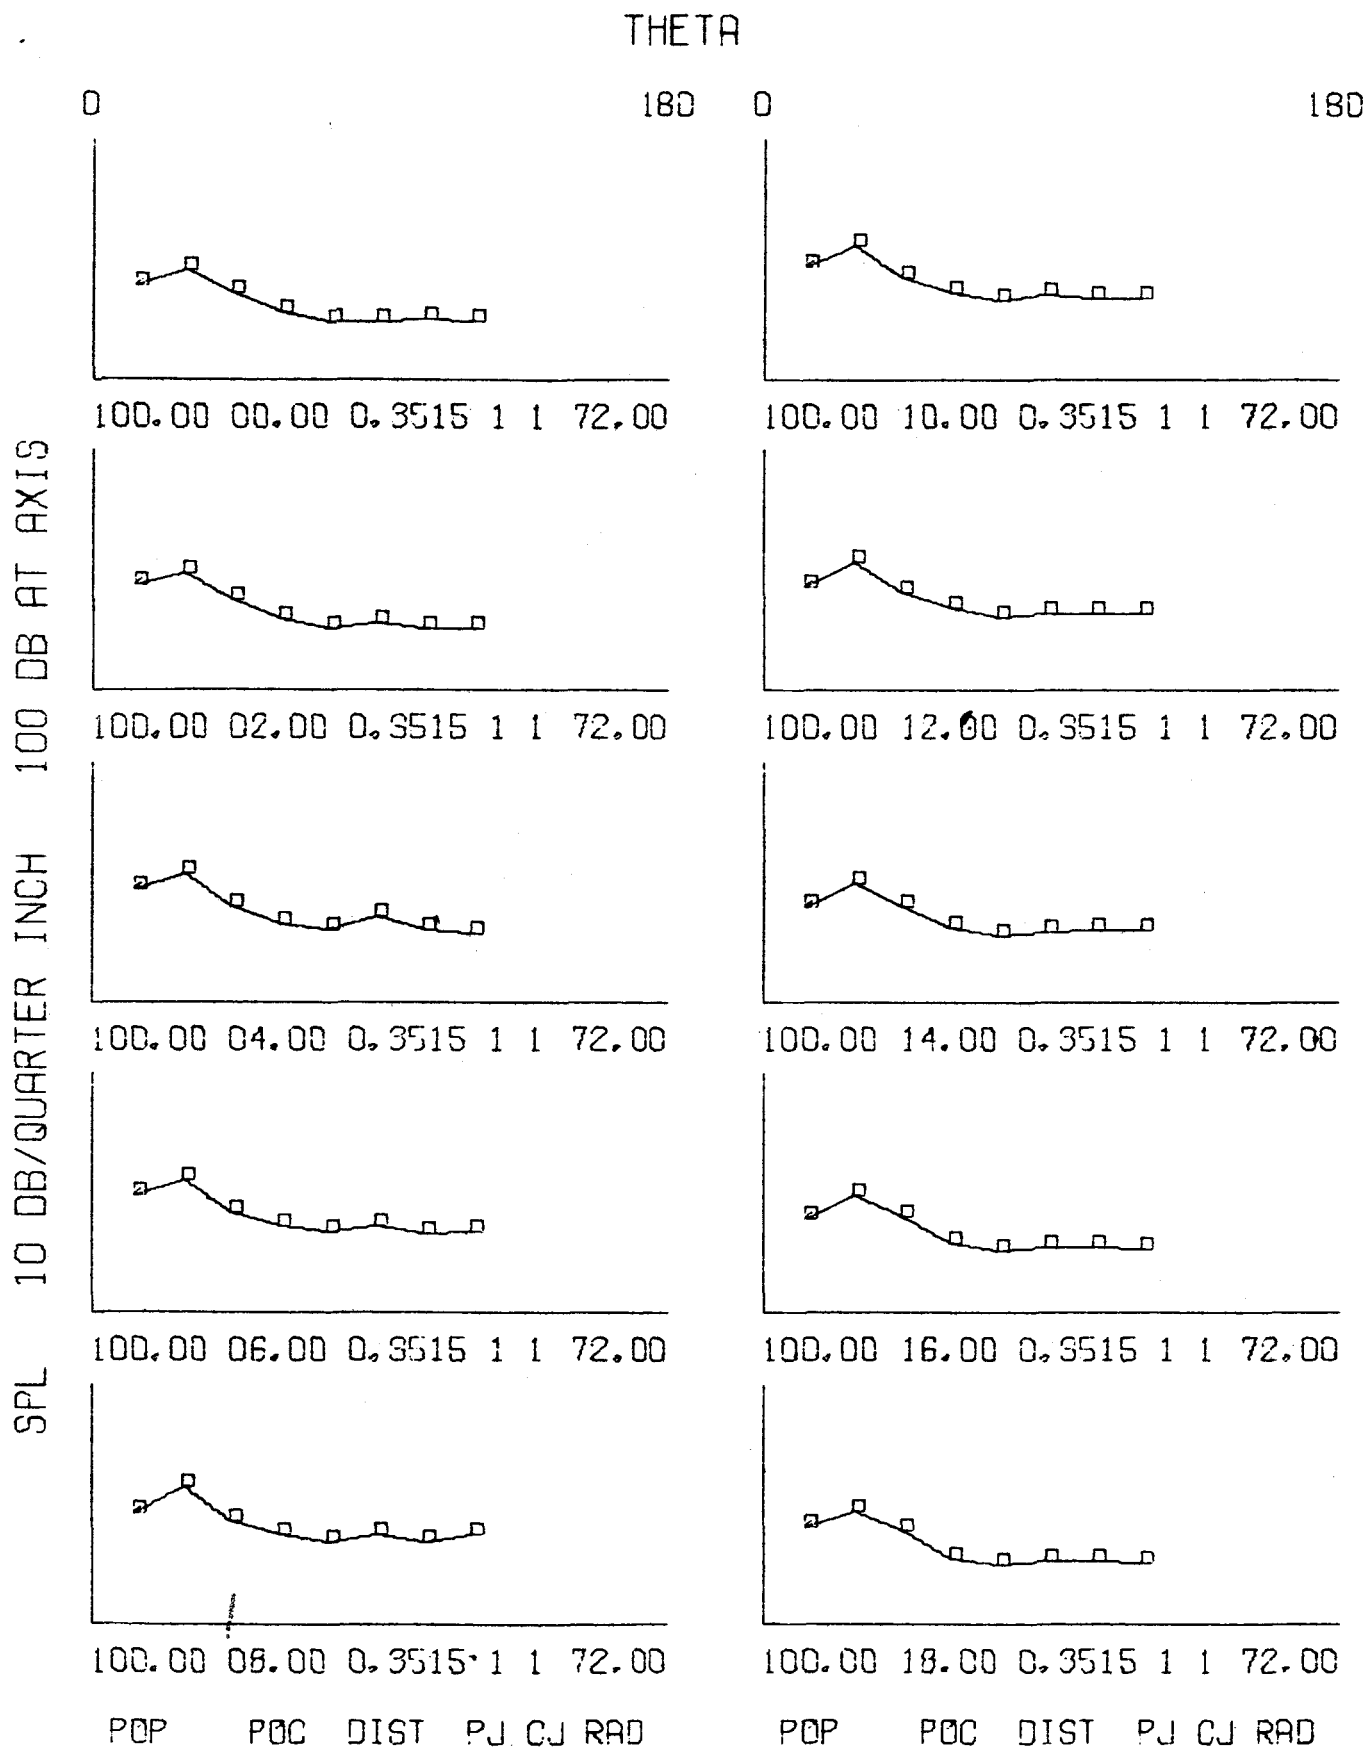 THETA
0 180 0 180
100.00 00.00 0.3515 1 1 72.00
100.00 10.00 0.3515 1 1 72.00
100.00 02.00 0.3515 1 1 72.00
100.00 12.00 0.3515 1 1 72.00
100.00 04.00 0.3515 1 1 72.00
100.00 14.00 0.3515 1 1 72.00
100.00 06.00 0.3515 1 1 72.00
100.00 16.00 0.3515 1 1 72.00
100.00 08.00 0.3515 1 1 72.00
100.00 18.00 0.3515 1 1 72.00
POP POC DIST PJ CJ RAD
POP POC DIST PJ CJ RAD
SPL 10 DB/QUARTER INCH 100 DB AT AXIS